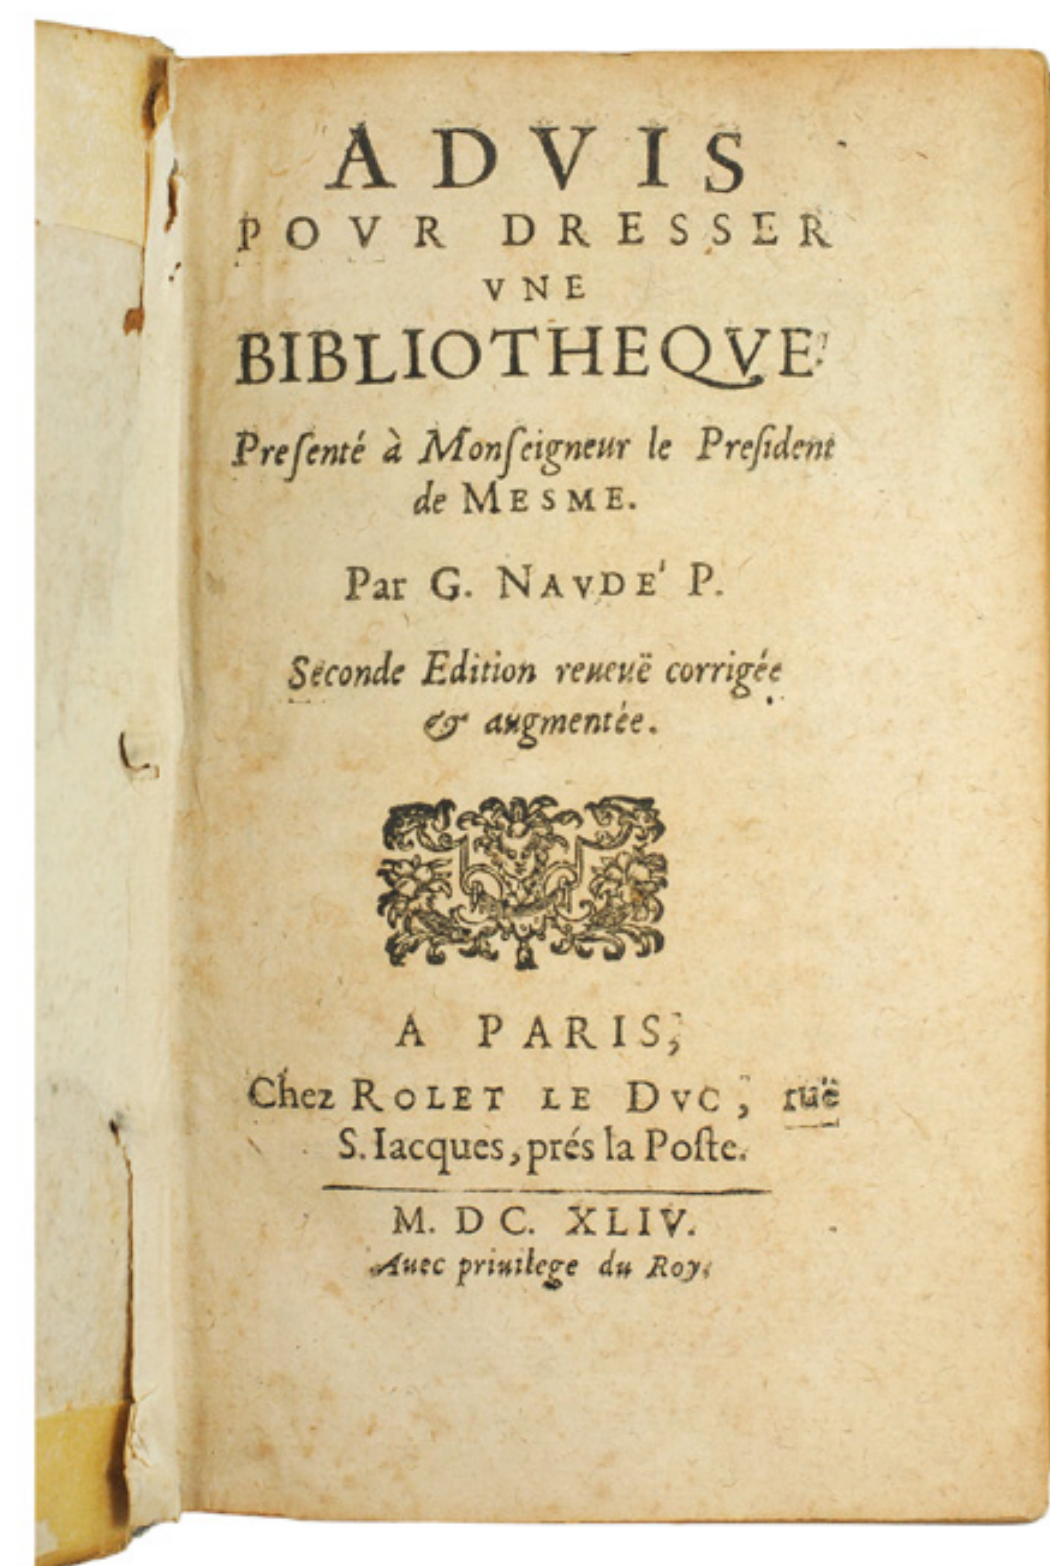 ADVIS
POVR DRESSER
VNE
BIBLIOTHEQVE.
Preſenté à Monſeigneur le Preſident
de MESME.
Par G. NAVDE' P.
Seconde Edition reueuë corrigée
& augmentée.
A PARIS,
Chez ROLET LE DVC, ruë
S. Iacques, prés la Poſte.
M. DC. XLIV.
Auec priuilege du Roy.